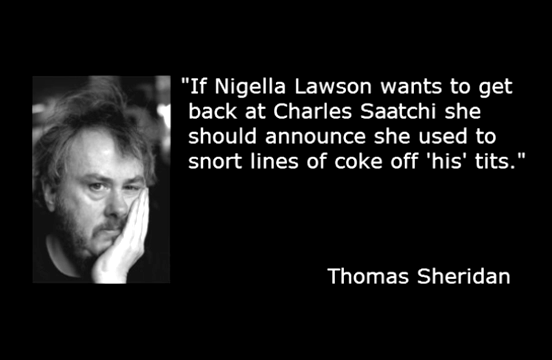 "If Nigella Lawson wants to get
back at Charles Saatchi she
should announce she used to
snort lines of coke off 'his' tits."
Thomas Sheridan